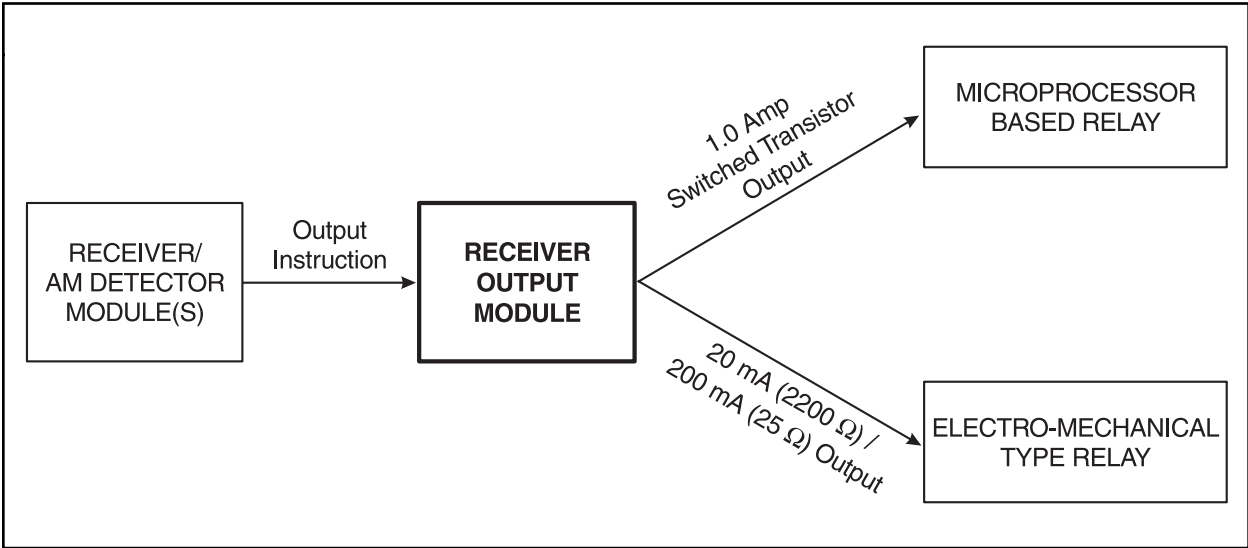 RECEIVER/
AM DETECTOR
MODULE(S)
Output
Instruction
RECEIVER
OUTPUT
MODULE
1.0 Amp
Switched Transistor
Output
MICROPROCESSOR
BASED RELAY
20 mA (2200 Ω) /
200 mA (25 Ω) Output
ELECTRO-MECHANICAL
TYPE RELAY